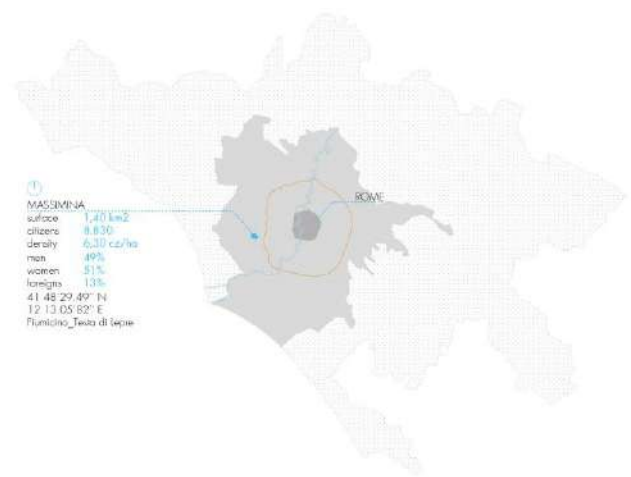 MASSIMINA
surface 1,40 km2
citizens 8.830
density 6,30 cz/ha
men 49%
women 51%
foreigns 13%
41 48 29.49" N
12 13 05 82" E
Fiumicino_Testa di Lepre
ROME